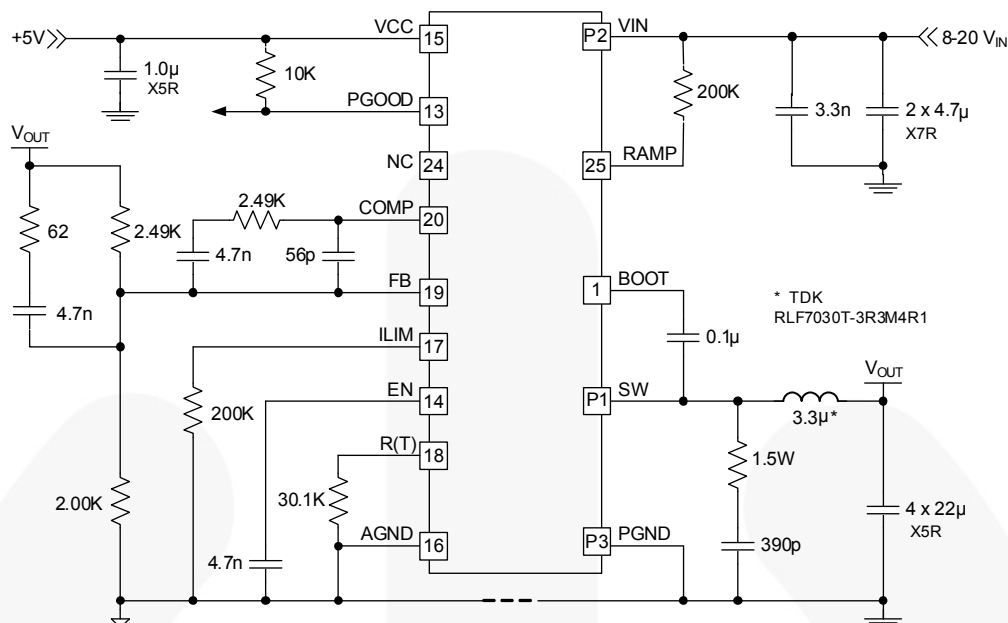 +5V
VCC
15
P2
VIN
8-20 VIN
1.0µ
X5R
10K
200K
3.3n
2 x 4.7µ
X7R
PGOOD
13
VOUT
NC
24
25
RAMP
62
2.49K
2.49K
COMP
20
4.7n
56p
4.7n
FB
19
1
BOOT
* TDK
RLF7030T-3R3M4R1
ILIM
17
0.1µ
VOUT
200K
EN
14
P1
SW
3.3µ*
R(T)
18
1.5W
2.00K
30.1K
4 x 22µ
X5R
AGND
16
P3
PGND
390p
4.7n